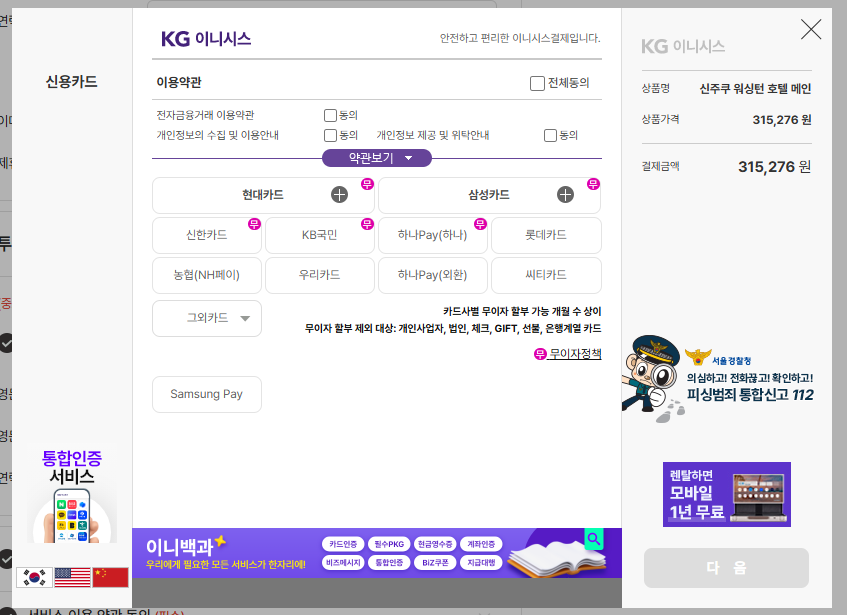 신용카드
통합인증
서비스
KG 이니시스
안전하고 편리한 이니시스결제입니다.
이용약관
전체동의
전자금융거래 이용약관
동의
개인정보의 수집 및 이용안내
동의
개인정보 제공 및 위탁안내
동의
약관보기
현대카드
무
삼성카드
무
신한카드
무
KB국민
무
하나Pay(하나)
무
롯데카드
농협(NH페이)
우리카드
하나Pay(외환)
씨티카드
그외카드
카드사별 무이자 할부 가능 개월 수 상이
무이자 할부 제외 대상: 개인사업자, 법인, 체크, GIFT, 선불, 은행계열 카드
무 무이자정책
Samsung Pay
이니백과
우리에게 필요한 모든 서비스가 한자리에!
카드인증
필수PKG
현금영수증
계좌인증
비즈메시지
통합인증
BiZ쿠폰
지급대행
KG 이니시스
상품명
신주쿠 워싱턴 호텔 메인
상품가격
315,276 원
결제금액
315,276 원
서울경찰청
의심하고! 전화끊고! 확인하고!
피싱범죄 통합신고 112
렌탈하면
모바일
1년 무료
다 음
서비스 이용 약관 동의 (필수)